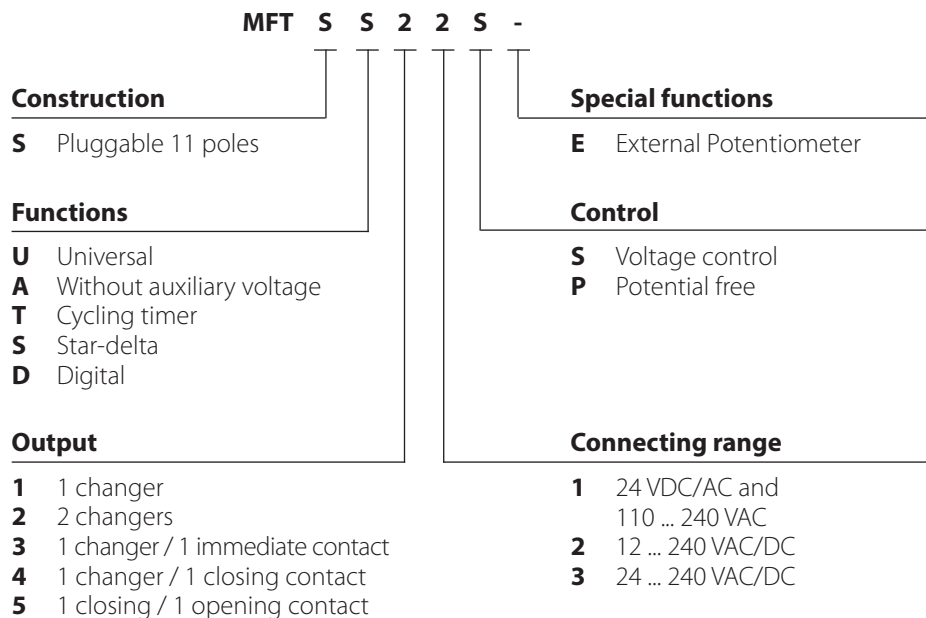 MFT S S 2 2 S -
Construction
S Pluggable 11 poles
Functions
U Universal
A Without auxiliary voltage
T Cycling timer
S Star-delta
D Digital
Output
1 1 changer
2 2 changers
3 1 changer / 1 immediate contact
4 1 changer / 1 closing contact
5 1 closing / 1 opening contact
Special functions
E External Potentiometer
Control
S Voltage control
P Potential free
Connecting range
1 24 VDC/AC and
110 ... 240 VAC
2 12 ... 240 VAC/DC
3 24 ... 240 VAC/DC